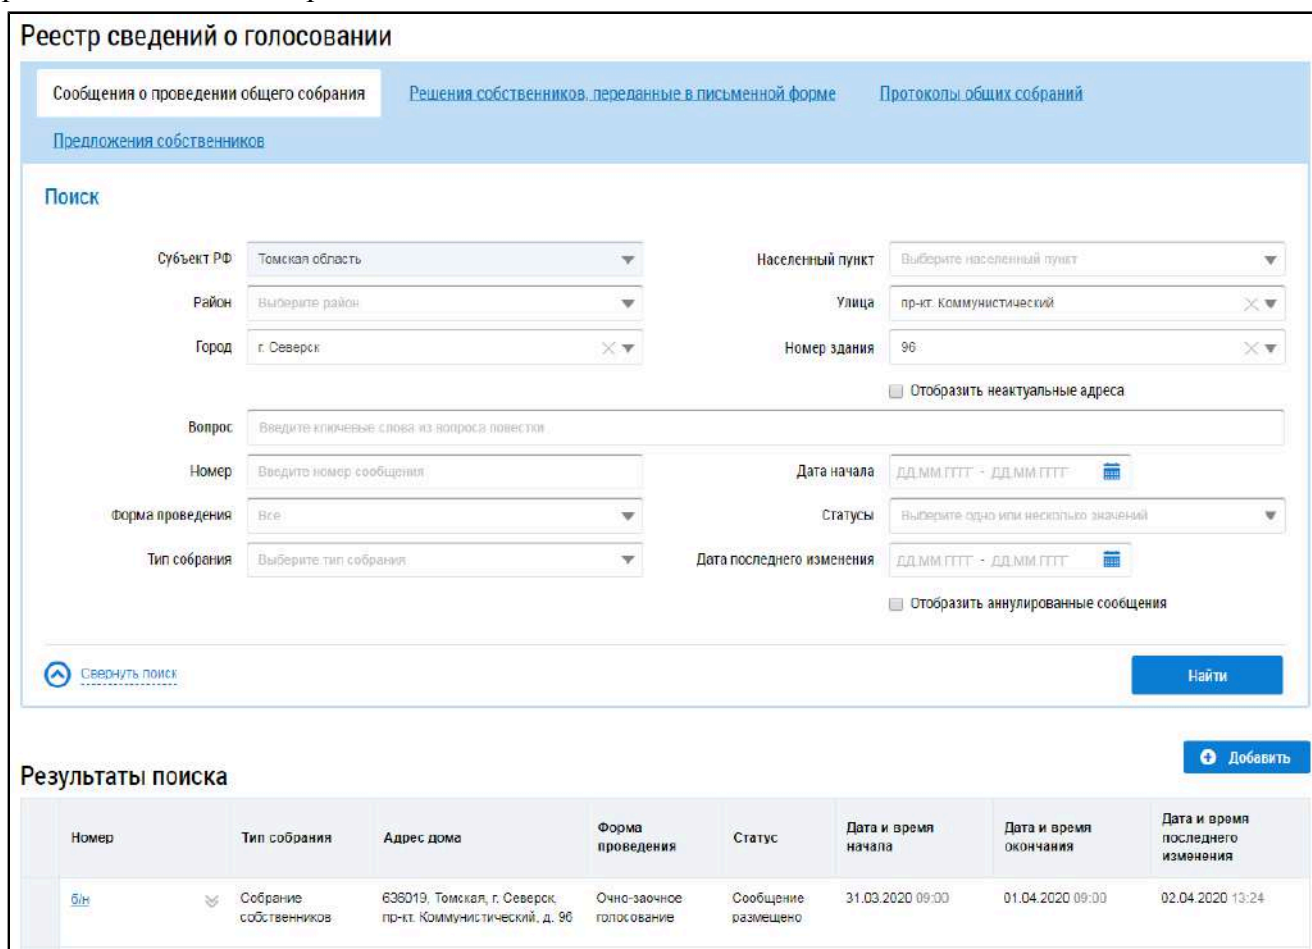 Реестр сведений о голосовании
Сообщения о проведении общего собрания Решения собственников, переданные в письменной форме Протоколы общих собраний
Предложения собственников
Поиск
Субъект РФ Томская область Населенный пункт Выберите населенный пункт
Район Выберите район Улица пр-кт. Коммунистический
Город г. Северск Номер здания 96
Отобразить неактуальные адреса
Вопрос Введите ключевые слова из вопроса повестки
Номер Введите номер сообщения Дата начала ДД.ММ.ГГГГ - ДД.ММ.ГГГГ
Форма проведения Все Статусы Выберите одно или несколько значений
Тип собрания Выберите тип собрания Дата последнего изменения ДД.ММ.ГГГГ - ДД.ММ.ГГГГ
Отобразить аннулированные сообщения
Свернуть поиск Найти
Добавить
Результаты поиска
Номер Тип собрания Адрес дома Форма проведения Статус Дата и время начала Дата и время окончания Дата и время последнего изменения
б/н Собрание 636019, Томская, г. Северск, Очно-заочное Сообщение 31.03.2020 09:00 01.04.2020 09:00 02.04.2020 13:24
собственников пр-кт. Коммунистический, д. 96 голосование размещено